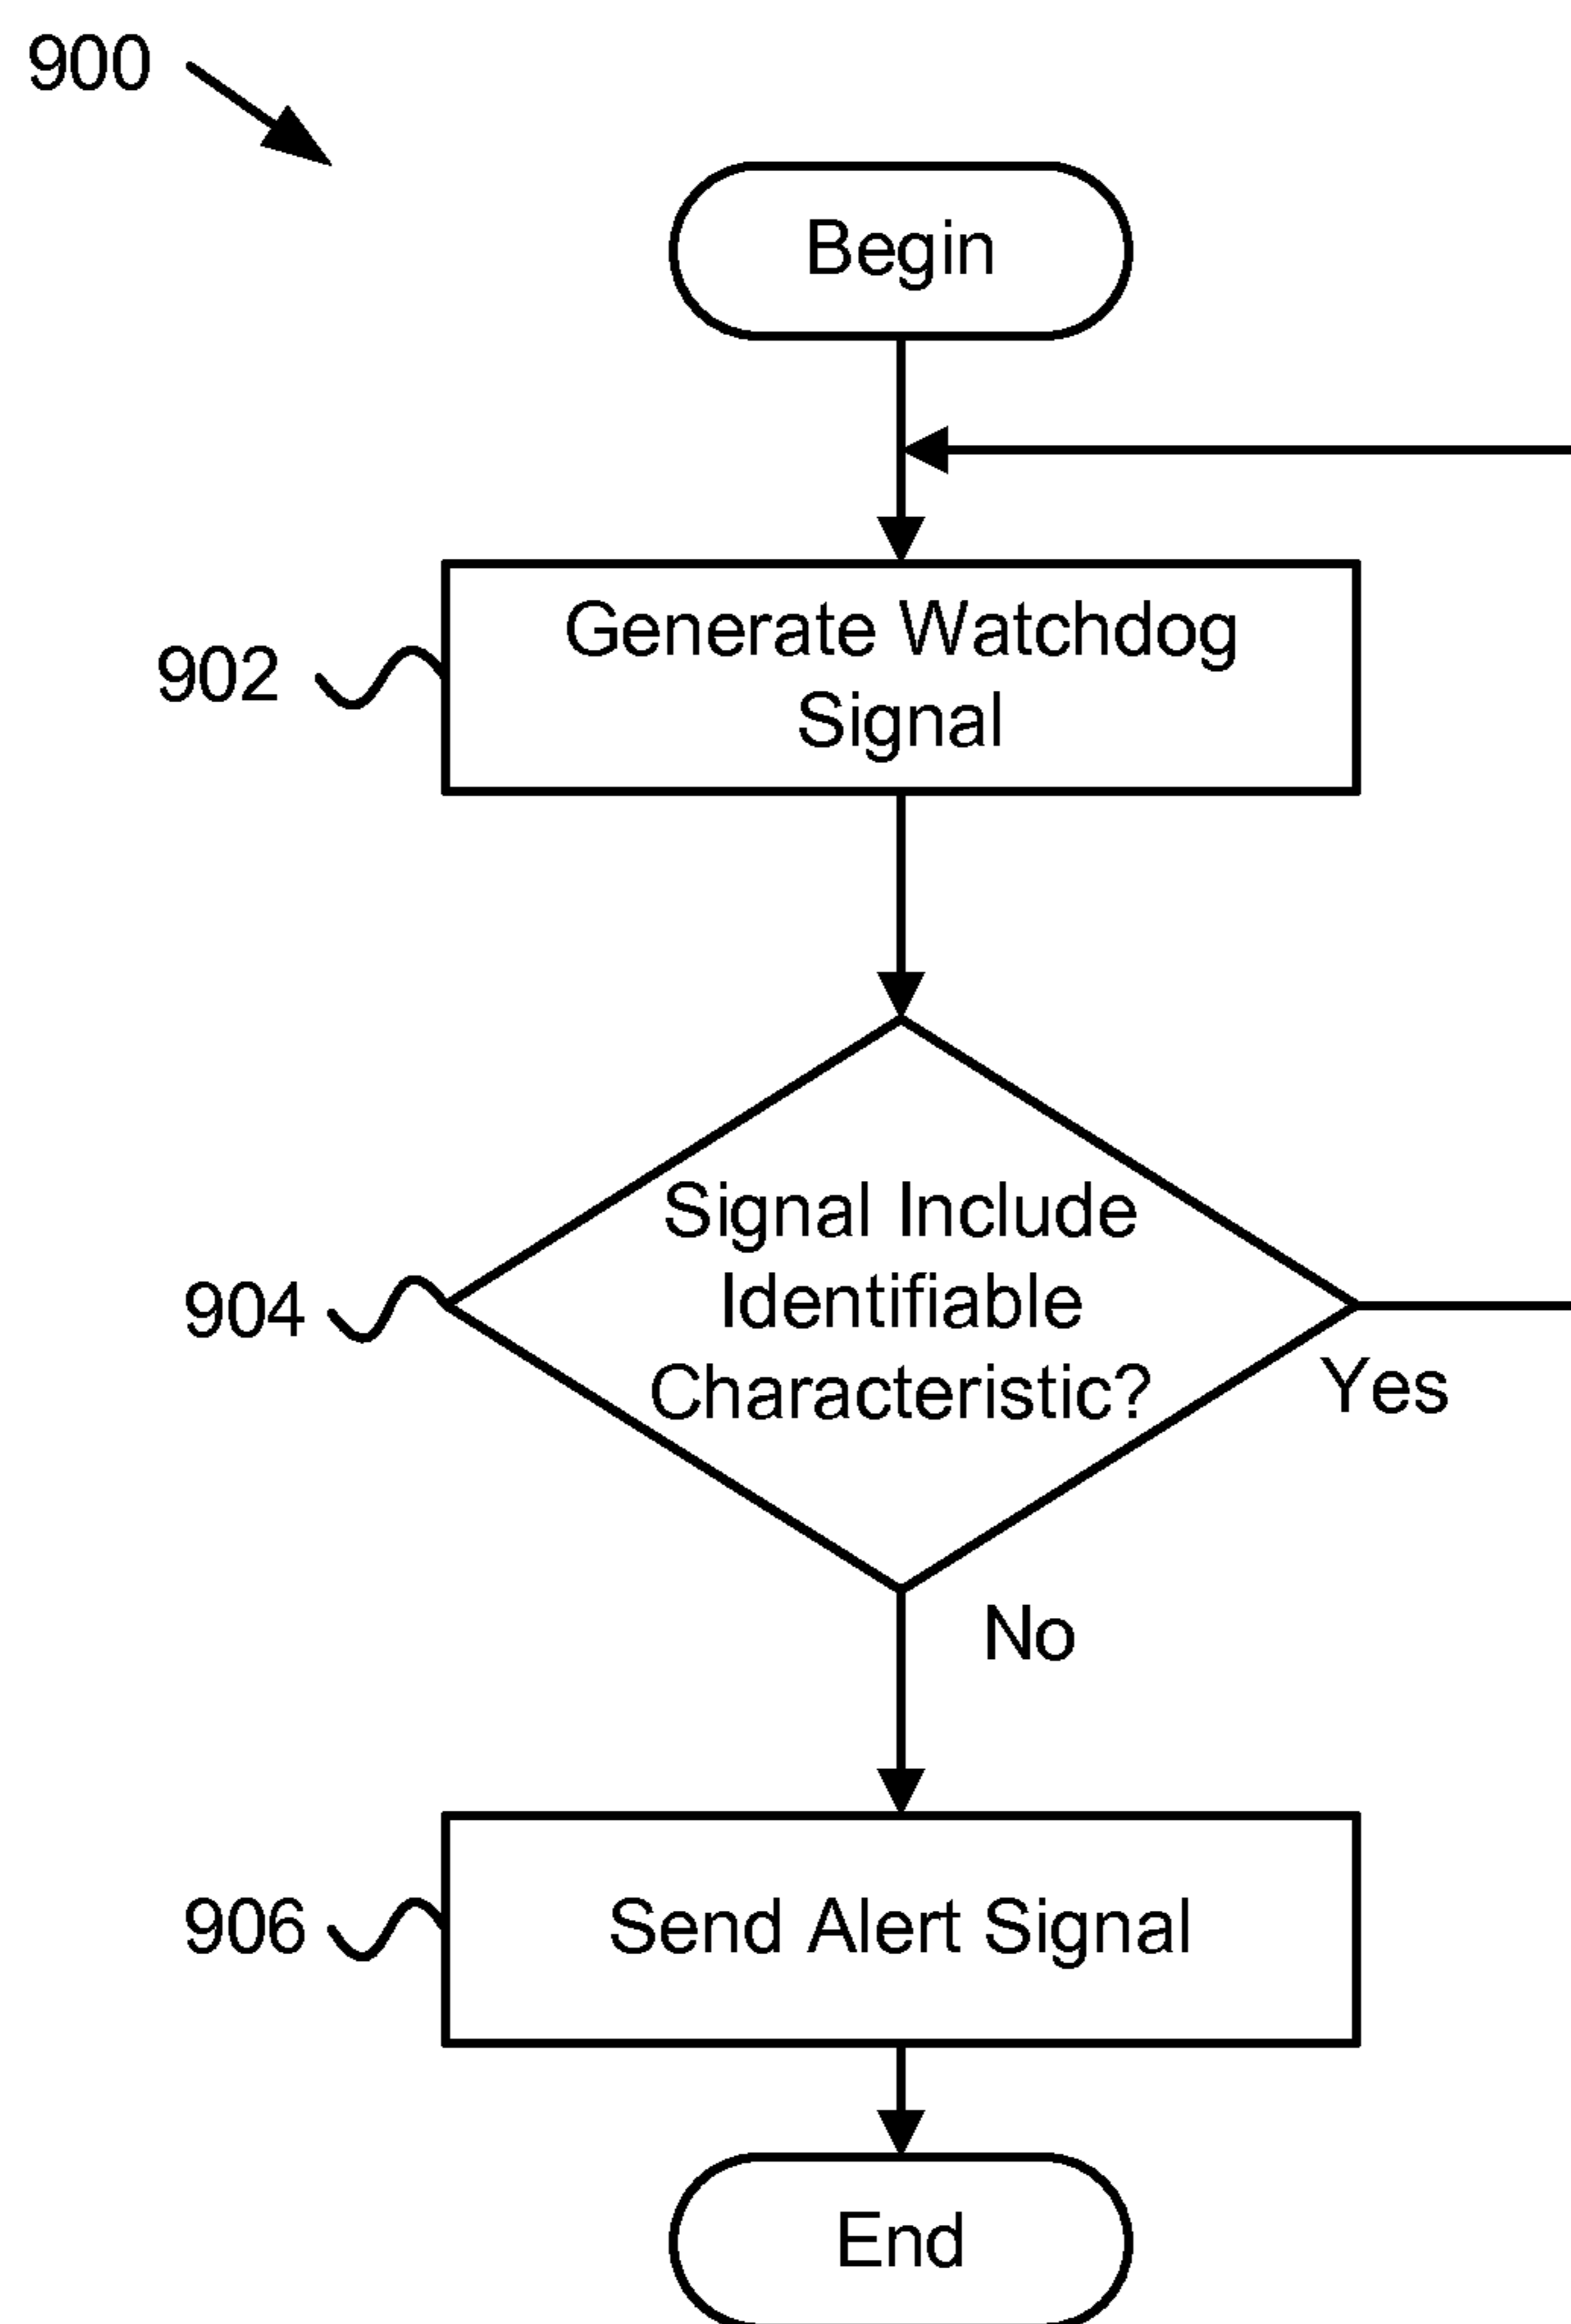 900
Begin
902
Generate Watchdog
Signal
904
Signal Include
Identifiable
Characteristic?
Yes
No
906
Send Alert Signal
End